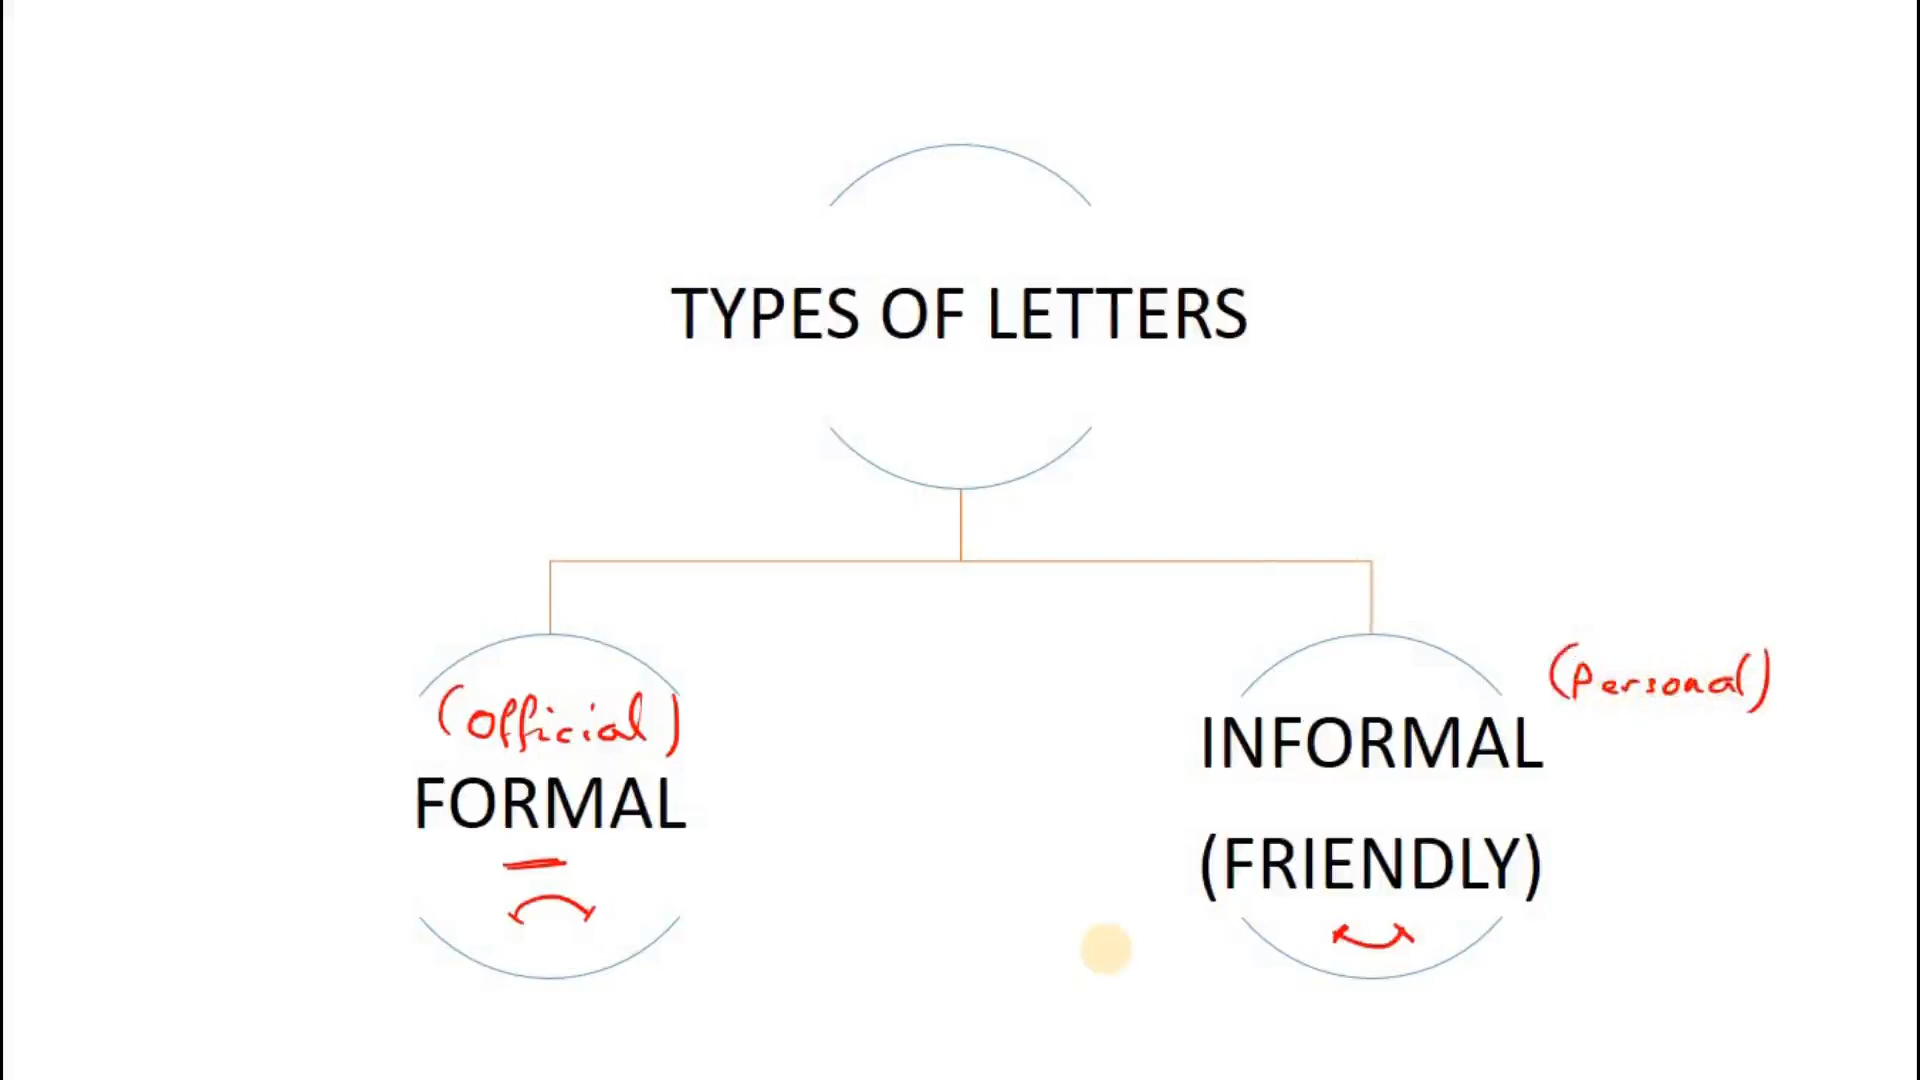 TYPES OF LETTERS
(official)
FORMAL
(Personal)
INFORMAL
(FRIENDLY)